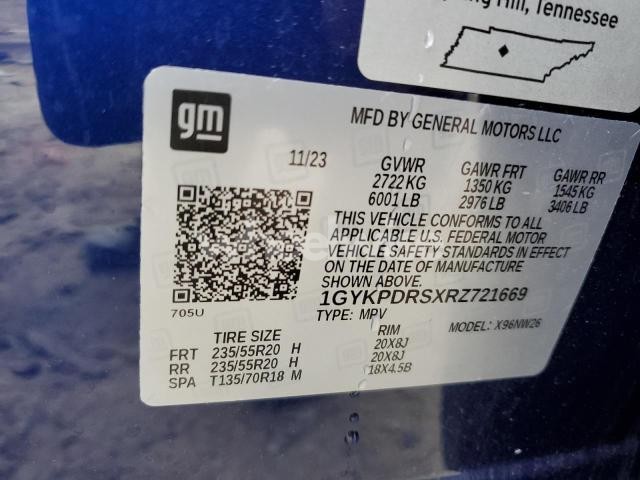 Hill, Tennessee
gm
MFD BY GENERAL MOTORS LLC
11/23
GVWR GAWR FRT GAWR RR
2722 KG 1350 KG 1545 KG
6001 LB 2976 LB 3406 LB
THIS VEHICLE CONFORMS TO ALL
APPLICABLE U.S. FEDERAL MOTOR
VEHICLE SAFETY STANDARDS IN EFFECT
ON THE DATE OF MANUFACTURE
SHOWN ABOVE.
705U
1GYKPDRSXRZ721669
TYPE: MPV MODEL: X96NW26
TIRE SIZE RIM
FRT 235/55R20 H 20X8J
RR 235/55R20 H 20X8J
SPA T135/70R18 M 18X4.5B